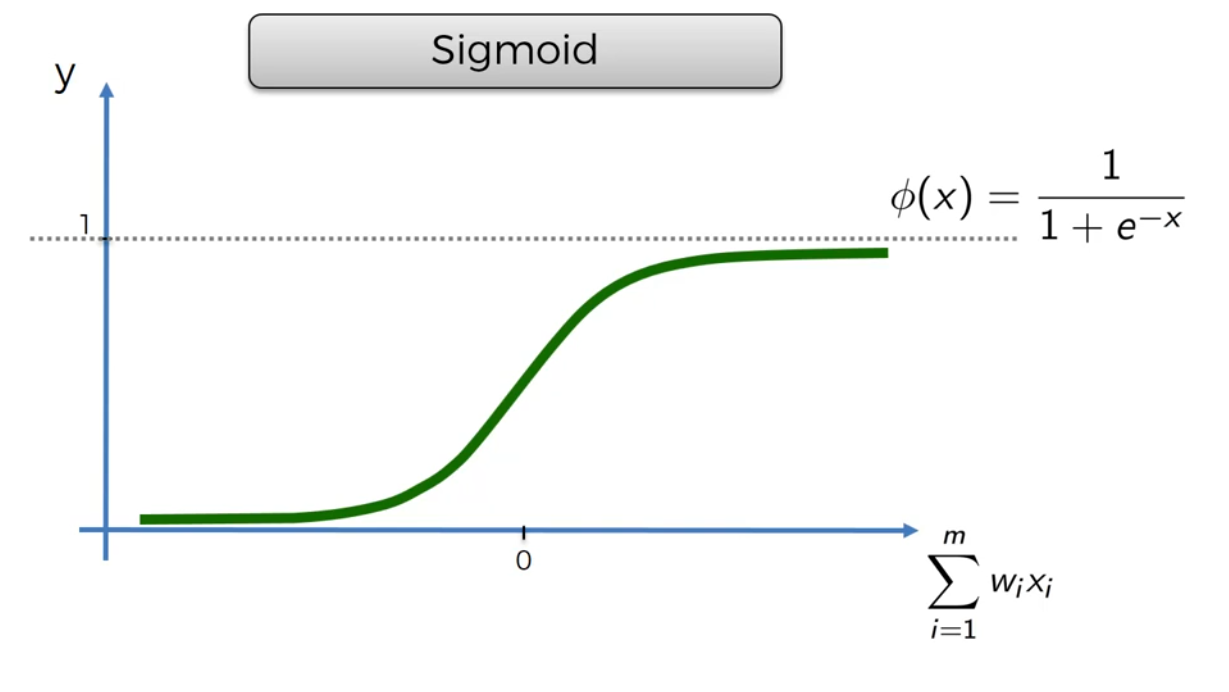 Sigmoid
y
1
ϕ(x) = 1 / (1 + e^{−x})
0
m
∑ w_i x_i
i=1